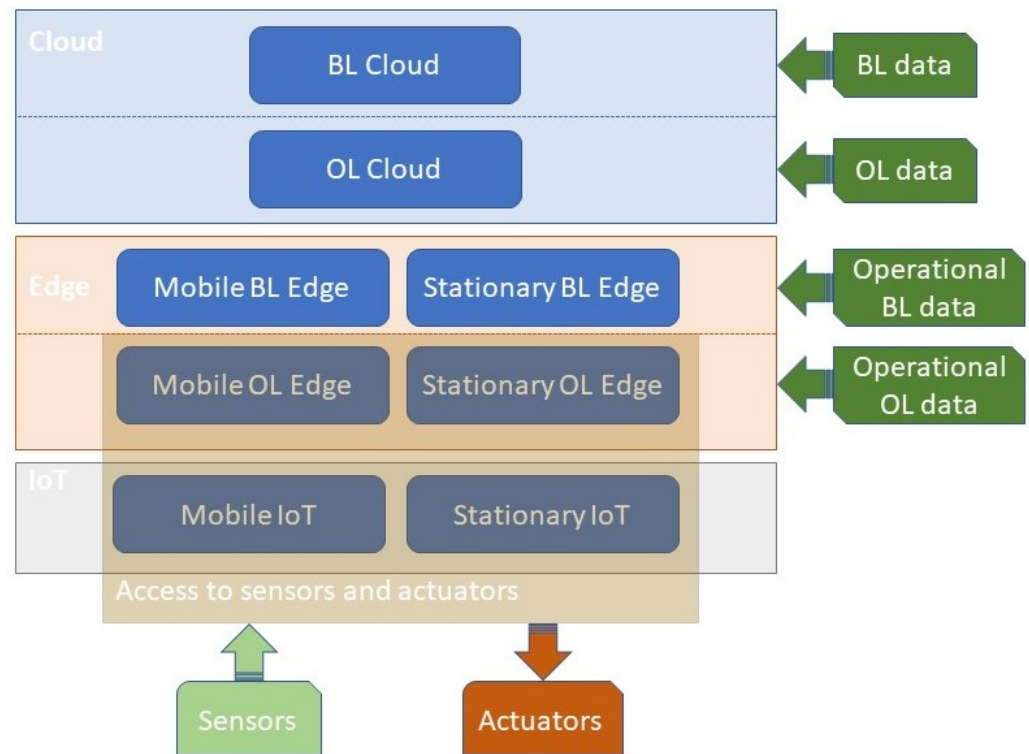 Cloud
BL Cloud
BL data
OL Cloud
OL data
Edge
Mobile BL Edge
Stationary BL Edge
Operational
BL data
Mobile OL Edge
Stationary OL Edge
Operational
OL data
IoT
Mobile IoT
Stationary IoT
Access to sensors and actuators
Sensors
Actuators